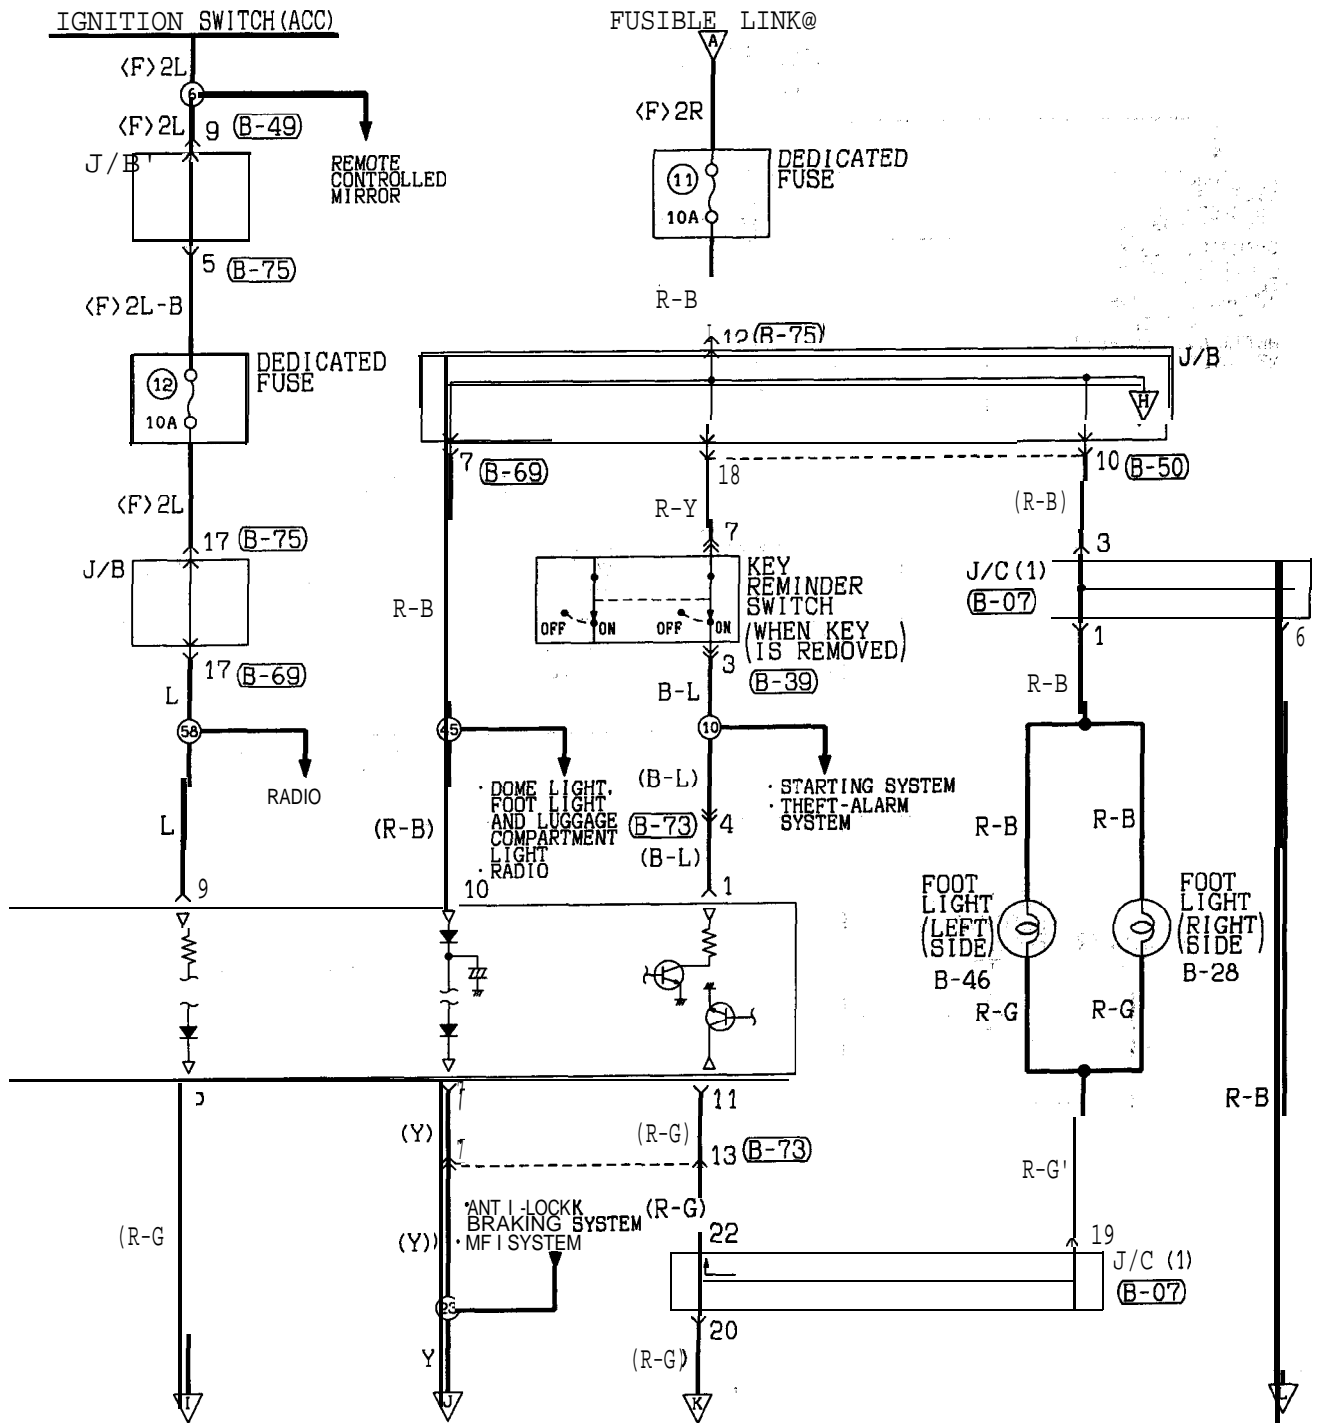 IGNITION SWITCH(ACC)
FUSIBLE LINK@
A
<F>2L
6
<F>2R
<F>2L 9 (B-49)
J/B'
REMOTE
CONTROLLED
MIRROR
DEDICATED
FUSE
11
10A
5 (B-75)
<F>2L-B
R-B
(B-75)
J/B
DEDICATED
FUSE
12
10A
H
7 (B-69)
18
10 (B-50)
<F>2L
R-Y
(R-B)
17 (B-75)
7
3
J/B
KEY
REMINDER
SWITCH
(WHEN KEY
IS REMOVED)
OFF ON OFF ON
J/C(1)
(B-07)
R-B
1
6
17 (B-69)
3
(B-39)
L
B-L
R-B
58
45
10
RADIO
· DOME LIGHT,
FOOT LIGHT
AND LUGGAGE
COMPARTMENT
LIGHT
· RADIO
(B-L)
· STARTING SYSTEM
· THEFT-ALARM
SYSTEM
L
(R-B)
(B-73) 4
(B-L)
R-B
R-B
9
10
1
FOOT
LIGHT
(LEFT)
SIDE
B-46
FOOT
LIGHT
(RIGHT)
SIDE
B-28
R-G
R-G
R-B
11
(Y)
(R-G)
13 (B-73)
R-G'
·ANT I -LOCKK
BRAKING SYSTEM
· MF I SYSTEM
(R-G)
(R-G
(Y))
22
19
J/C (1)
(B-07)
23
20
Y
(R-G)
I
J
K
L